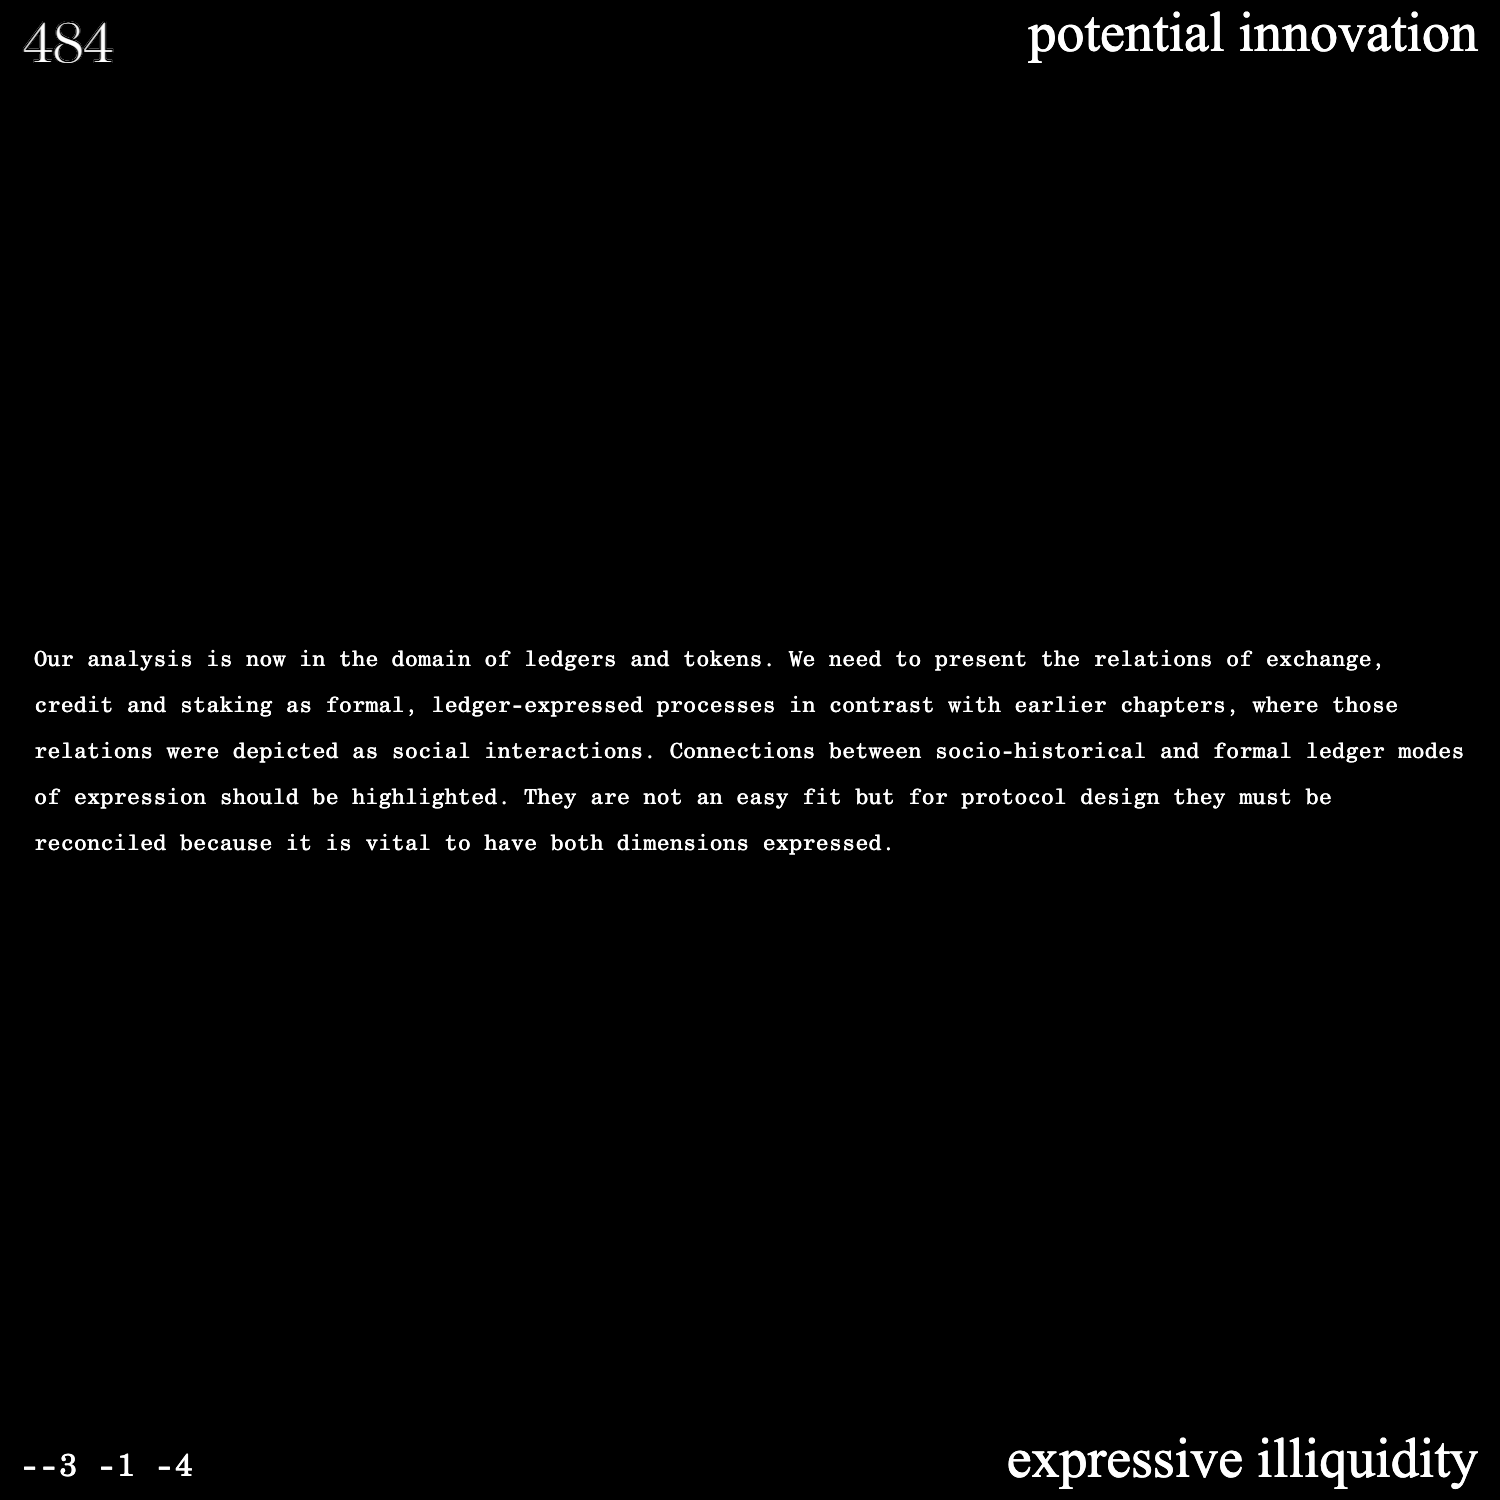 484
potential innovation
Our analysis is now in the domain of ledgers and tokens. We need to present the relations of exchange,
credit and staking as formal, ledger-expressed processes in contrast with earlier chapters, where those
relations were depicted as social interactions. Connections between socio-historical and formal ledger modes
of expression should be highlighted. They are not an easy fit but for protocol design they must be
reconciled because it is vital to have both dimensions expressed.
--3 -1 -4
expressive illiquidity